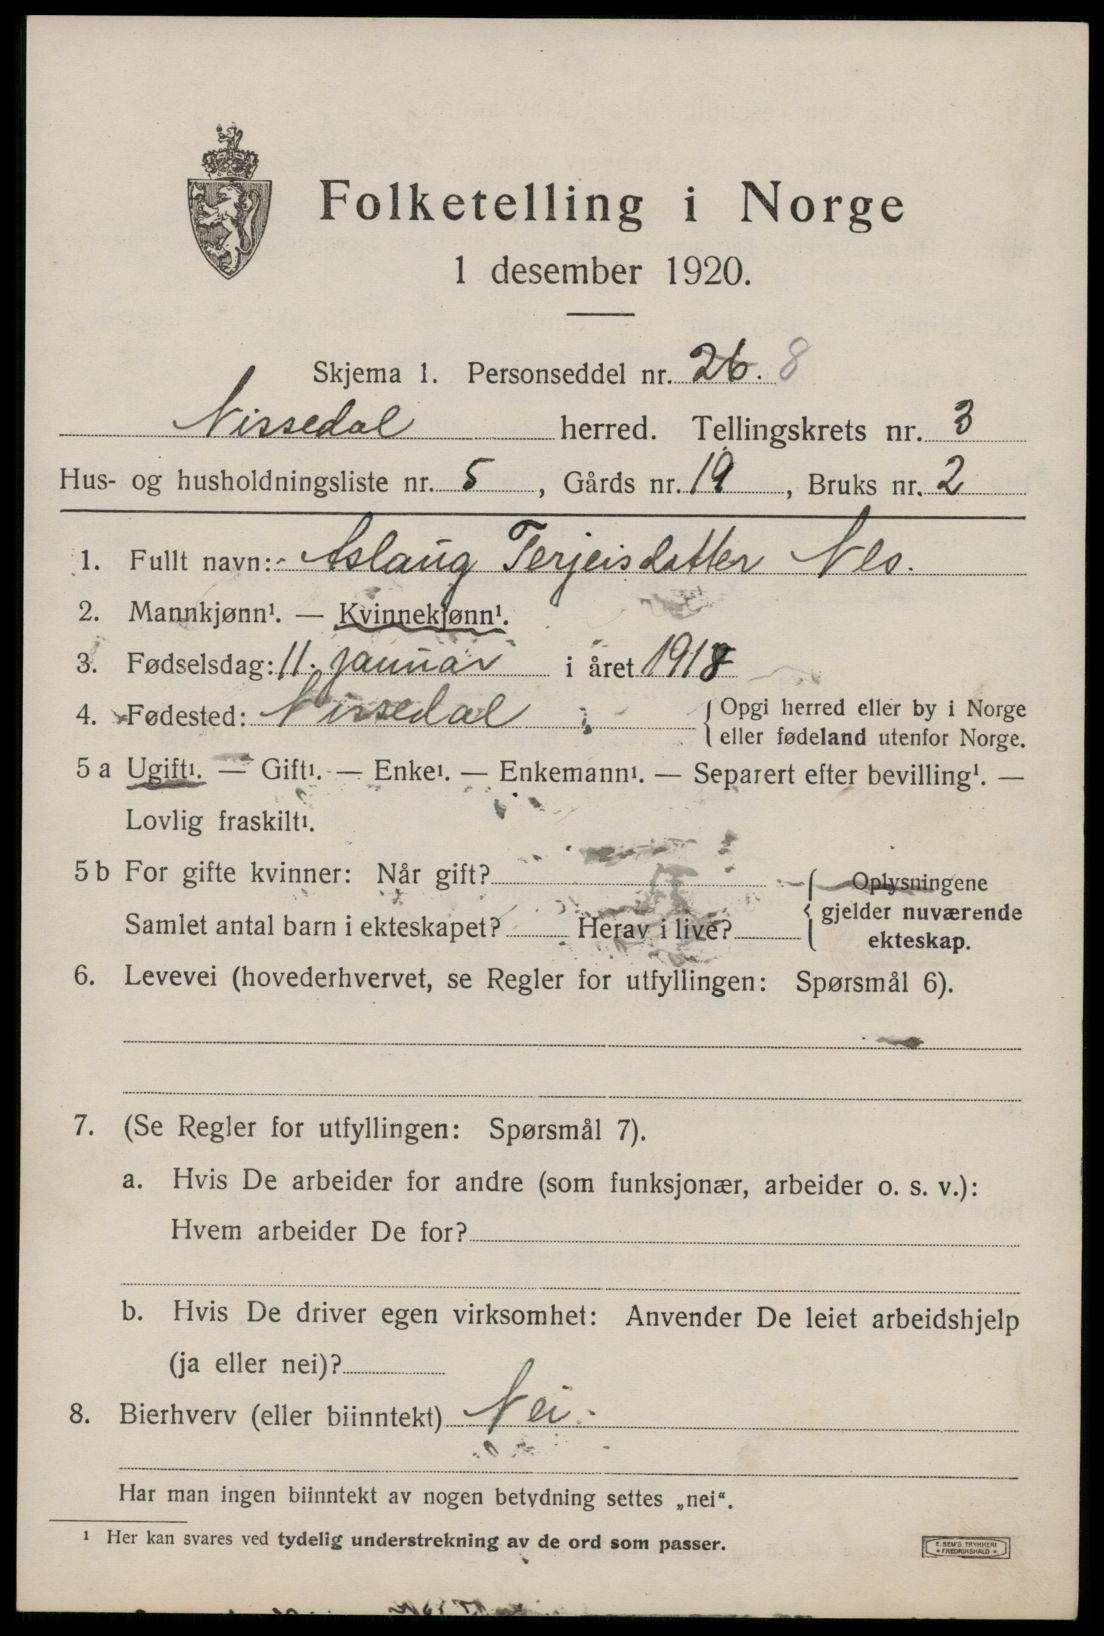 Folketelling i Norge
1 desember 1920.
Skjema 1. Personseddel nr. 26. 8
Nissedal herred. Tellingskrets nr. 3
Hus- og husholdningsliste nr. 5, Gårds nr. 19, Bruks nr. 2
1. Fullt navn: Aslaug Terjeisdatter Nes.
2. Mannkjønn¹. — Kvinnekjønn¹.
3. Fødselsdag: 11. januar i året 1918
4. Fødested: Nissedal { Opgi herred eller by i Norge
eller fødeland utenfor Norge.
5 a Ugift¹. — Gift¹. — Enke¹. — Enkemann¹. — Separert efter bevilling¹. —
Lovlig fraskilt¹.
5 b For gifte kvinner: Når gift? { Oplysningene
gjelder nuværende
Samlet antal barn i ekteskapet? Herav i live?
ekteskap.
6. Levevei (hovederhvervet, se Regler for utfyllingen: Spørsmål 6).
7. (Se Regler for utfyllingen: Spørsmål 7).
a. Hvis De arbeider for andre (som funksjonær, arbeider o. s. v.):
Hvem arbeider De for?
b. Hvis De driver egen virksomhet: Anvender De leiet arbeidshjelp
(ja eller nei)?
8. Bierhverv (eller biinntekt) Nei.
Har man ingen biinntekt av nogen betydning settes „nei“.
¹ Her kan svares ved tydelig understrekning av de ord som passer.
E. SEM'S TRYKKERI
* FREDRIKSHALD *